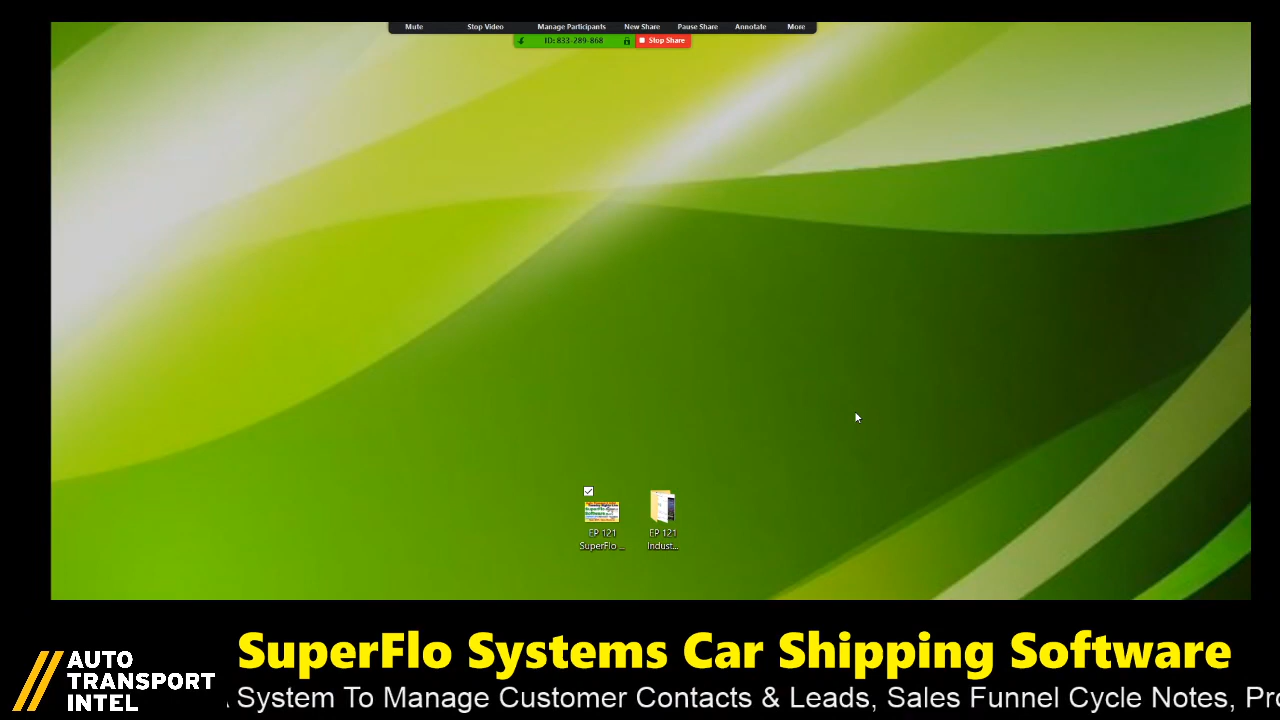 Mute Stop Video Manage Participants New Share Pause Share Annotate More
ID: 833-289-868 Stop Share
EP 121
SuperFlo ...
EP 121
Indust...
SuperFlo Systems Car Shipping Software
System To Manage Customer Contacts & Leads, Sales Funnel Cycle Notes, Pro
AUTO
TRANSPORT
INTEL